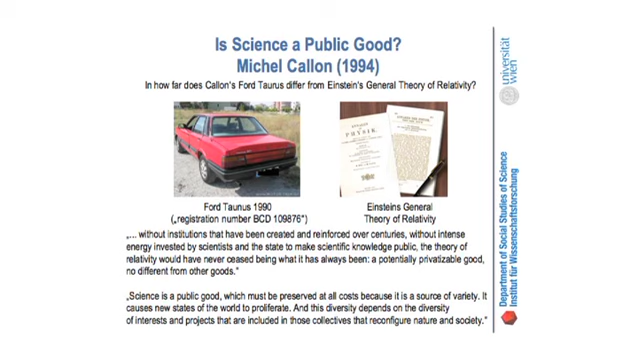 Is Science a Public Good?
Michel Callon (1994)
In how far does Callon's Ford Taurus differ from Einstein's General Theory of Relativity?
PHYSIK.
Ford Taunus 1990
(„registration number BCD 109876“)
Einsteins General
Theory of Relativity
„... without institutions that have been created and reinforced over centuries, without intense
energy invested by scientists and the state to make scientific knowledge public, the theory of
relativity would have never ceased being what it has always been: a potentially privatizable good,
no different from other goods.“
„Science is a public good, which must be preserved at all costs because it is a source of variety. It
causes new states of the world to proliferate. And this diversity depends on the diversity
of interests and projects that are included in those collectives that reconfigure nature and society.“
universität
wien
Department of Social Studies of Science
Institut für Wissenschaftsforschung